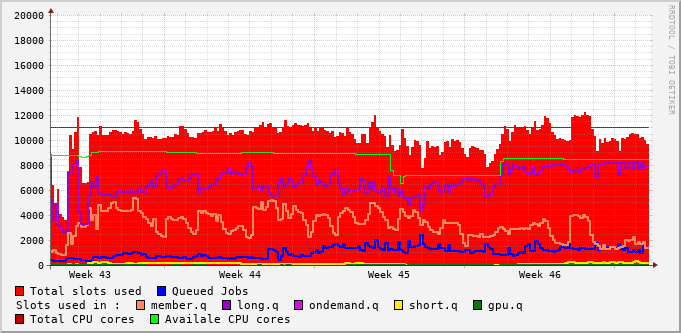 20000
18000
16000
14000
12000
10000
8000
6000
4000
2000
0
Week 43 Week 44 Week 45 Week 46
RRDTOOL / TOBI OETIKER
Total slots used Queued Jobs
Slots used in : member.q long.q ondemand.q short.q gpu.q
Total CPU cores Availale CPU cores